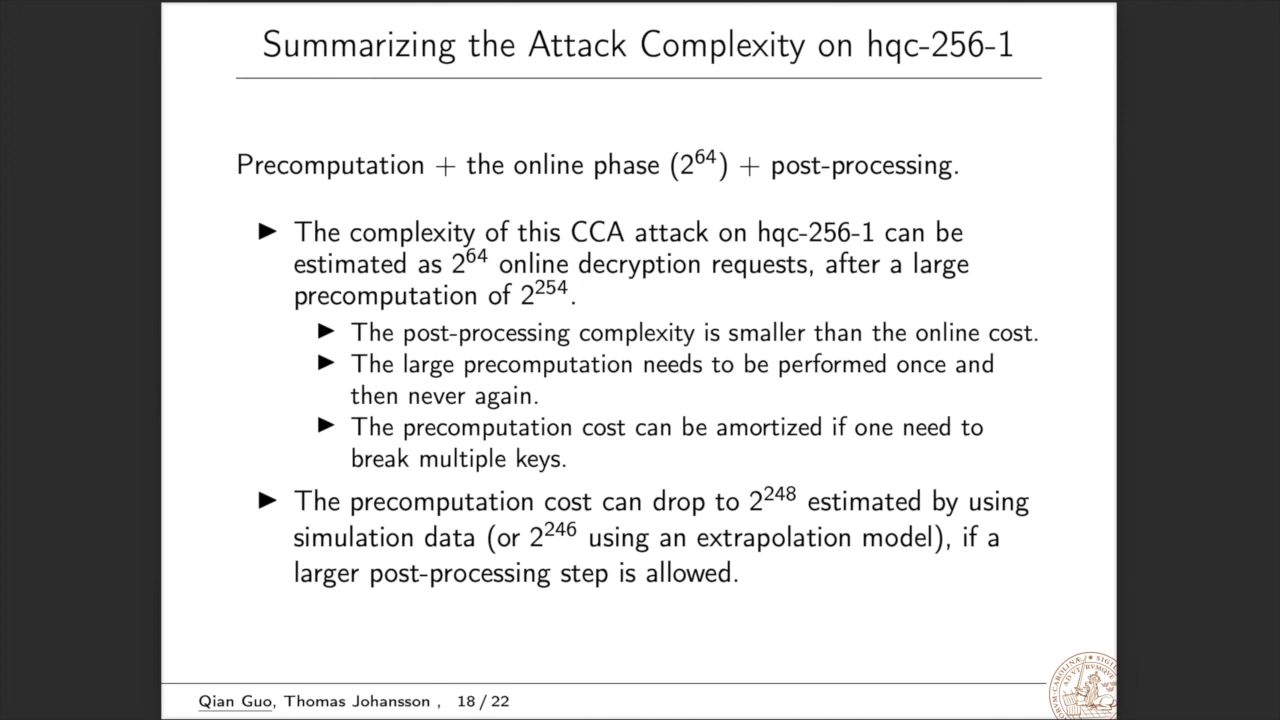 Summarizing the Attack Complexity on hqc-256-1
Precomputation + the online phase (2^64) + post-processing.
▶ The complexity of this CCA attack on hqc-256-1 can be
estimated as 2^64 online decryption requests, after a large
precomputation of 2^254.
▶ The post-processing complexity is smaller than the online cost.
▶ The large precomputation needs to be performed once and
then never again.
▶ The precomputation cost can be amortized if one need to
break multiple keys.
▶ The precomputation cost can drop to 2^248 estimated by using
simulation data (or 2^246 using an extrapolation model), if a
larger post-processing step is allowed.
Qian Guo, Thomas Johansson , 18 / 22